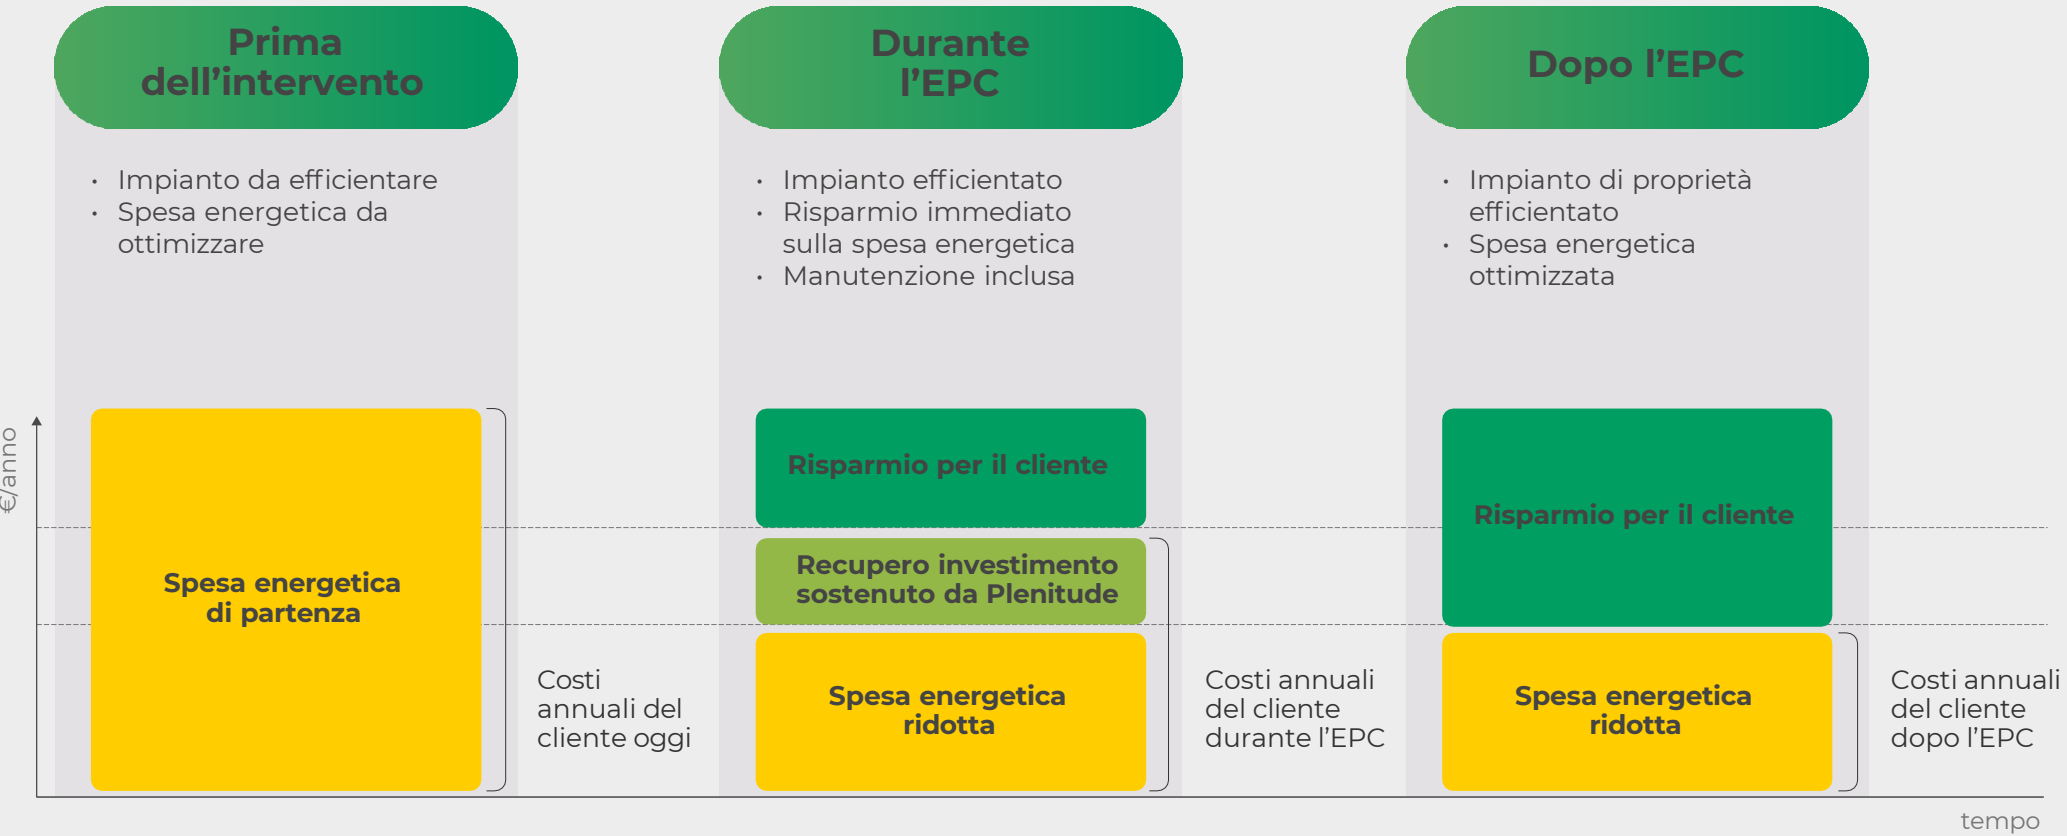 Prima
dell’intervento
• Impianto da efficientare
• Spesa energetica da
ottimizzare
Durante
l’EPC
• Impianto efficientato
• Risparmio immediato
sulla spesa energetica
• Manutenzione inclusa
Dopo l’EPC
• Impianto di proprietà
efficientato
• Spesa energetica
ottimizzata
€/anno
Spesa energetica
di partenza
Costi
annuali del
cliente oggi
Risparmio per il cliente
Recupero investimento
sostenuto da Plenitude
Spesa energetica
ridotta
Costi annuali
del cliente
durante l’EPC
Risparmio per il cliente
Spesa energetica
ridotta
Costi annuali
del cliente
dopo l’EPC
tempo